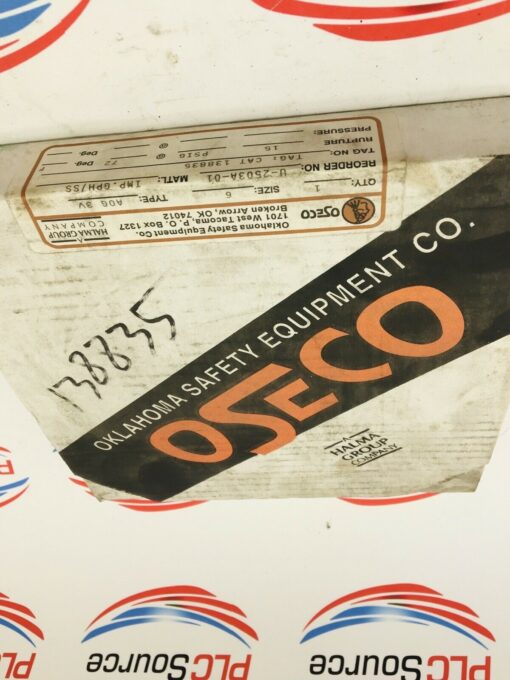 OSECO
Oklahoma Safety Equipment Co.
1701 West Tacoma, P. O. Box 1327
Broken Arrow, OK 74012
HALMA GROUP
COMPANY
QTY: 1 SIZE: 6 TYPE: ADG 3V
REORDER NO: U-2503A-01 MATL: IMP.GPH/SS
TAG NO: TAG: CAT 138835
RUPTURE
PRESSURE: 15 @ PSIG @ 72 Deg. F
: @ Deg.
138835
OKLAHOMA SAFETY EQUIPMENT CO.
OSECO
HALMA
GROUP
COMPANY
PLCSource
PLCSource
PLCSource